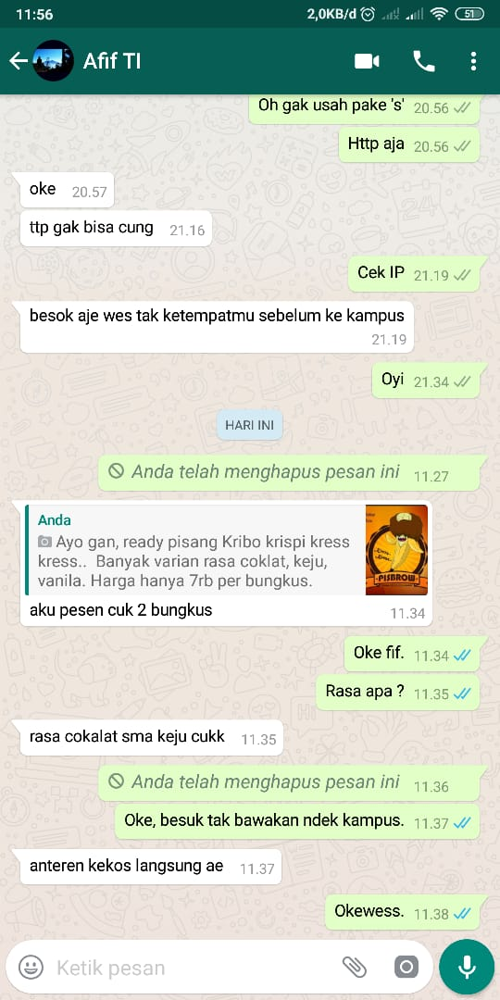 11:56
2,0KB/d
51
Afif TI
Oh gak usah pake 's' 20.56
Http aja 20.56
oke 20.57
ttp gak bisa cung 21.16
Cek IP 21.19
besok aje wes tak ketempatmu sebelum ke kampus
21.19
Oyi 21.34
HARI INI
Anda telah menghapus pesan ini 11.27
Anda
Ayo gan, ready pisang Kribo krispi kress
kress.. Banyak varian rasa coklat, keju,
vanila. Harga hanya 7rb per bungkus.
PISBROW
aku pesen cuk 2 bungkus 11.34
Oke fif. 11.34
Rasa apa ? 11.35
rasa cokalat sma keju cukk 11.35
Anda telah menghapus pesan ini 11.36
Oke, besuk tak bawakan ndek kampus. 11.37
anteren kekos langsung ae 11.37
Okewess. 11.38
Ketik pesan